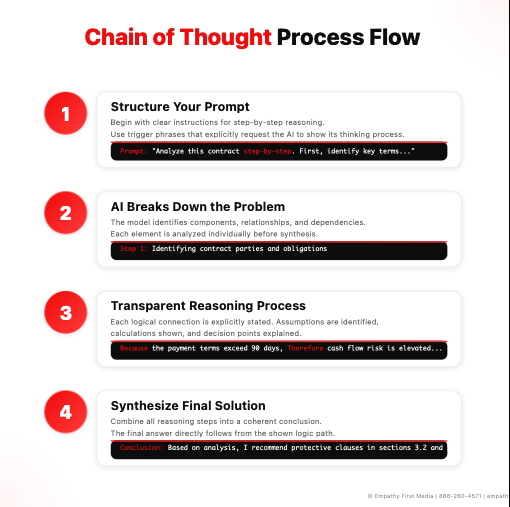 Chain of Thought Process Flow
1
Structure Your Prompt
Begin with clear instructions for step-by-step reasoning.
Use trigger phrases that explicitly request the AI to show its thinking process.
Prompt: "Analyze this contract step-by-step. First, identify key terms..."
2
AI Breaks Down the Problem
The model identifies components, relationships, and dependencies.
Each element is analyzed individually before synthesis.
Step 1: Identifying contract parties and obligations
3
Transparent Reasoning Process
Each logical connection is explicitly stated. Assumptions are identified,
calculations shown, and decision points explained.
Because the payment terms exceed 90 days, Therefore cash flow risk is elevated...
4
Synthesize Final Solution
Combine all reasoning steps into a coherent conclusion.
The final answer directly follows from the shown logic path.
Conclusion: Based on analysis, I recommend protective clauses in sections 3.2 and
© Empathy First Media | 866-260-4571 | empath